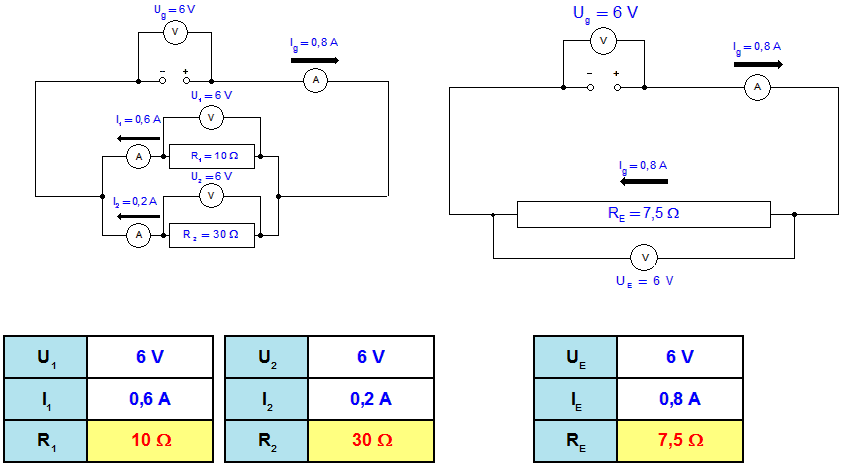 U_g = 6 V
V
I_g = 0,8 A
- +
A
U_1 = 6 V
I_1 = 0,6 A
V
A
R_1 = 10 Ω
U_2 = 6 V
I_2 = 0,2 A
V
A
R_2 = 30 Ω
U_g = 6 V
V
I_g = 0,8 A
- +
A
I_g = 0,8 A
R_E = 7,5 Ω
V
U_E = 6 V
U_1 6 V
I_1 0,6 A
R_1 10 Ω
U_2 6 V
I_2 0,2 A
R_2 30 Ω
U_E 6 V
I_E 0,8 A
R_E 7,5 Ω